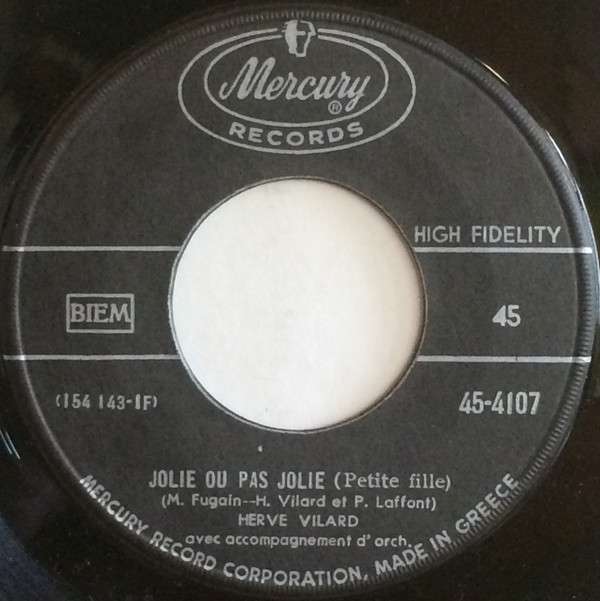 Mercury
®
RECORDS
HIGH FIDELITY
BIEM
45
(154 143-1F)
45-4107
JOLIE OU PAS JOLIE (Petite fille)
(M. Fugain--H. Vilard et P. Laffont)
HERVE VILARD
avec accompagnement d' orch.
MERCURY RECORD CORPORATION, MADE IN GREECE